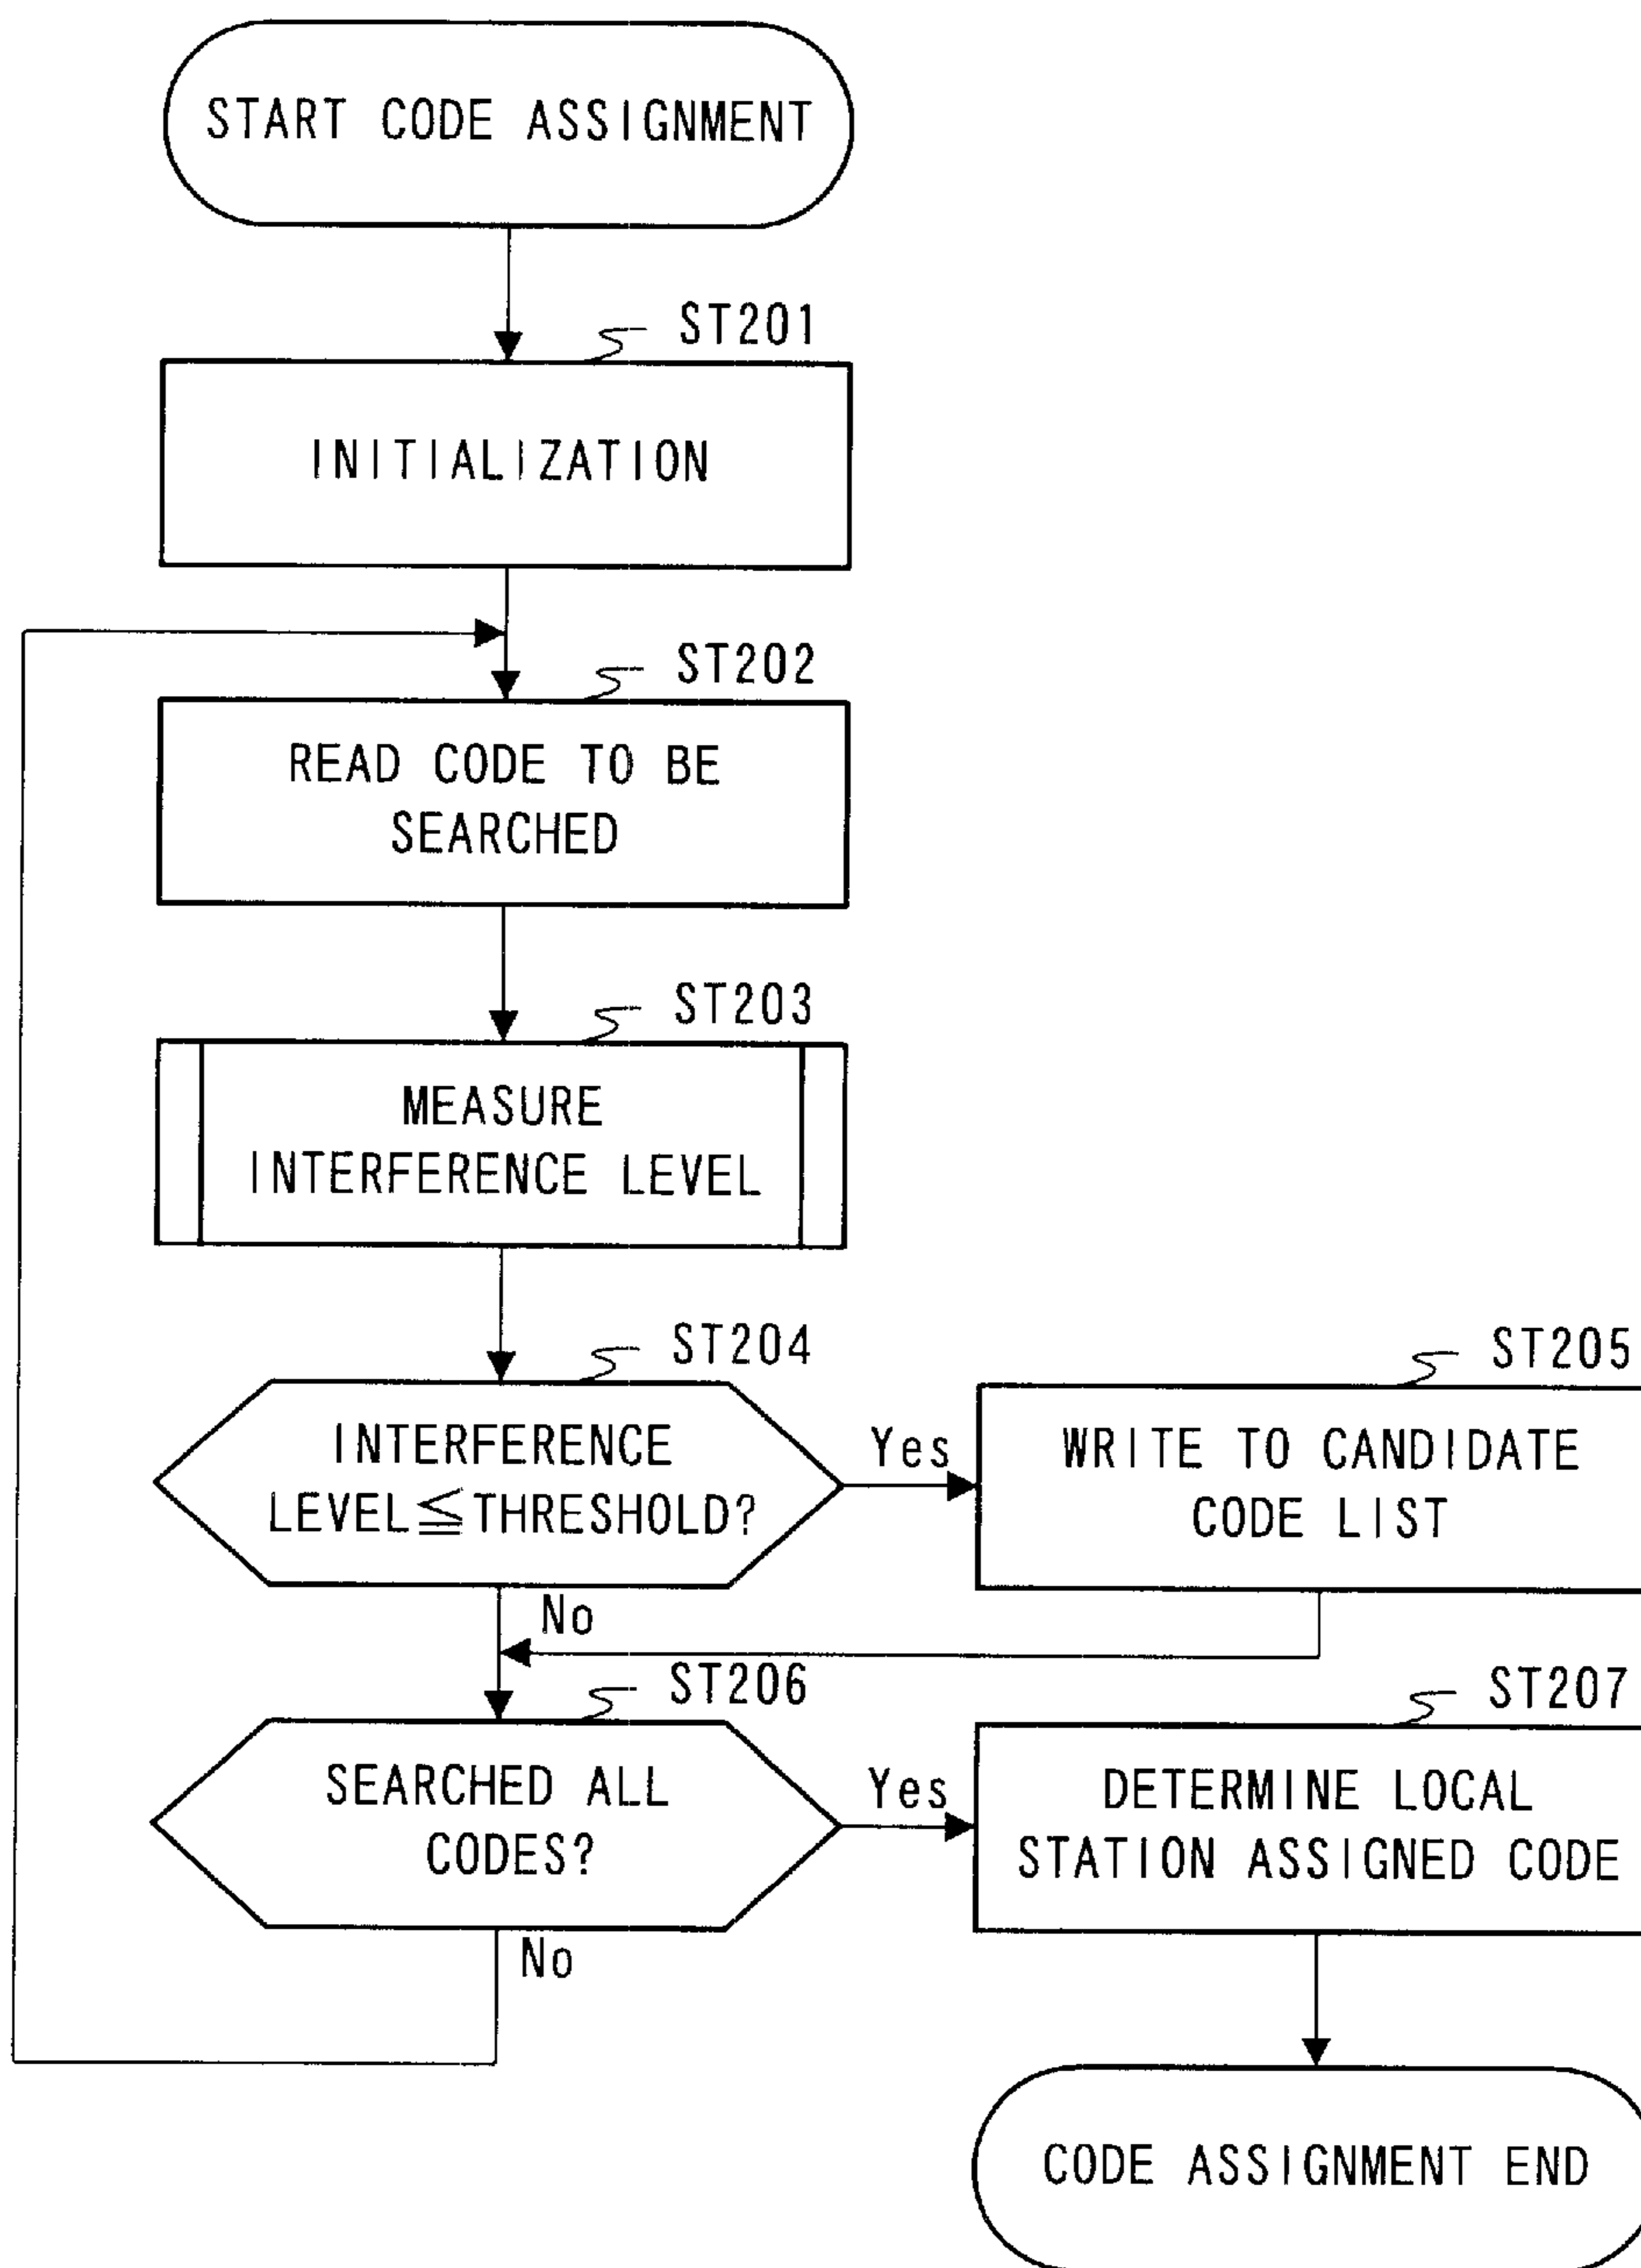 START CODE ASSIGNMENT
ST201
INITIALIZATION
ST202
READ CODE TO BE
SEARCHED
ST203
MEASURE
INTERFERENCE LEVEL
ST204
INTERFERENCE
LEVEL≦THRESHOLD?
Yes
ST205
WRITE TO CANDIDATE
CODE LIST
No
ST206
SEARCHED ALL
CODES?
Yes
ST207
DETERMINE LOCAL
STATION ASSIGNED CODE
No
CODE ASSIGNMENT END